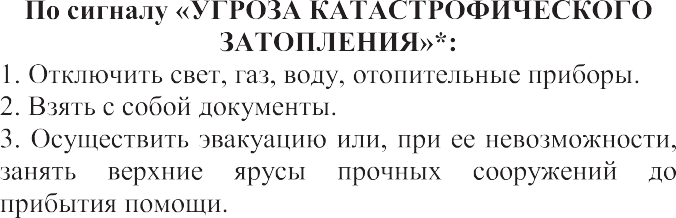 По сигналу «УГРОЗА КАТАСТРОФИЧЕСКОГО
ЗАТОПЛЕНИЯ»*:
1. Отключить свет, газ, воду, отопительные приборы.
2. Взять с собой документы.
3. Осуществить эвакуацию или, при ее невозможности,
занять верхние ярусы прочных сооружений до
прибытия помощи.